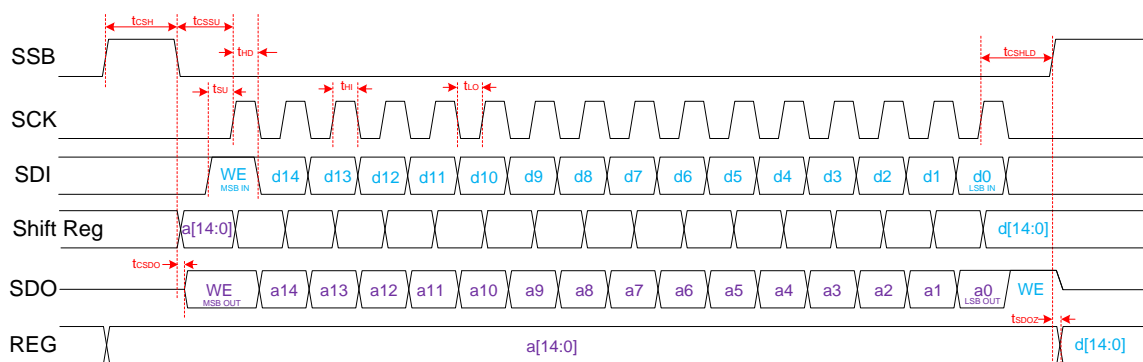 tCSH tCSSU
SSB tHD tCSHLD
tSU tHI tLO
SCK
SDI WE d14 d13 d12 d11 d10 d9 d8 d7 d6 d5 d4 d3 d2 d1 d0
MSB IN LSB IN
Shift Reg a[14:0] d[14:0]
tCSDO
SDO WE a14 a13 a12 a11 a10 a9 a8 a7 a6 a5 a4 a3 a2 a1 a0 WE
MSB OUT LSB OUT
tSDOZ
REG a[14:0] d[14:0]